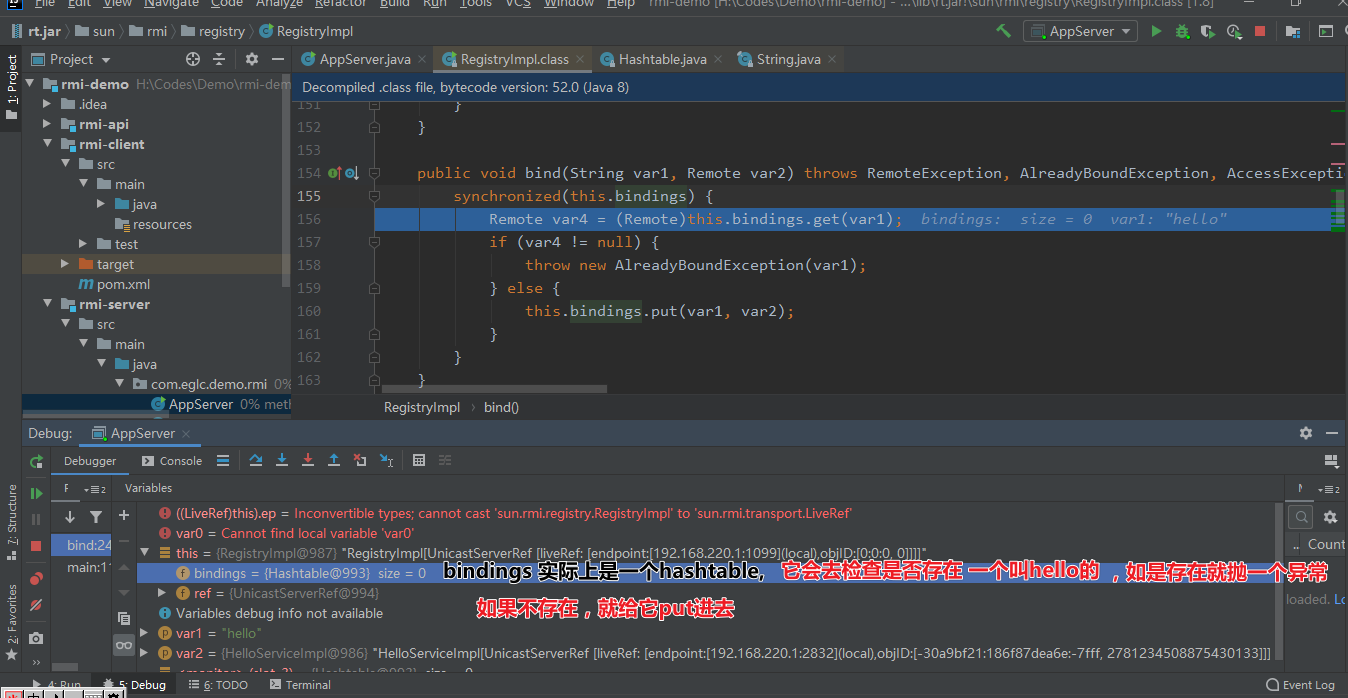 File Edit View Navigate Code Analyze Refactor Build Run Tools VCS Window Help rmi-demo [H:\Codes\Demo\rmi-demo] - ...\lib\rt.jar!\sun\rmi\registry\RegistryImpl.class [1.8]
rt.jar sun rmi registry RegistryImpl AppServer
1: Project
Project
AppServer.java RegistryImpl.class Hashtable.java String.java
rmi-demo H:\Codes\Demo\rmi-dem
.idea
rmi-api
rmi-client
src
main
java
resources
test
target
pom.xml
rmi-server
src
main
java
com.eglc.demo.rmi 0%
AppServer 0% meth
Decompiled .class file, bytecode version: 52.0 (Java 8)
151 }
152 }
153
154 public void bind(String var1, Remote var2) throws RemoteException, AlreadyBoundException, AccessExcepti
155 synchronized(this.bindings) {
156 Remote var4 = (Remote)this.bindings.get(var1); bindings: size = 0 var1: "hello"
157 if (var4 != null) {
158 throw new AlreadyBoundException(var1);
159 } else {
160 this.bindings.put(var1, var2);
161 }
162 }
163 }
RegistryImpl › bind()
Debug: AppServer
Debugger Console
F Variables
bind:24
main:1
((LiveRef)this).ep = Inconvertible types; cannot cast 'sun.rmi.registry.RegistryImpl' to 'sun.rmi.transport.LiveRef'
var0 = Cannot find local variable 'var0'
this = {RegistryImpl@987} "RegistryImpl[UnicastServerRef [liveRef: [endpoint:[192.168.220.1:1099](local),objID:[0:0:0, 0]]]]"
bindings = {Hashtable@993} size = 0 bindings 实际上是一个hashtable, 它会去检查是否存在 一个叫hello的 ，如是存在就抛一个异常
ref = {UnicastServerRef@994} 如果不存在，就给它put进去
Variables debug info not available
var1 = "hello"
var2 = {HelloServiceImpl@986} "HelloServiceImpl[UnicastServerRef [liveRef: [endpoint:[192.168.220.1:2832](local),objID:[-30a9bf21:186f87dea6e:-7fff, 2781234508875430133]]]]
.. Count
loaded. Lo
7: Structure
2: Favorites
4: Run 5: Debug 6: TODO Terminal Event Log